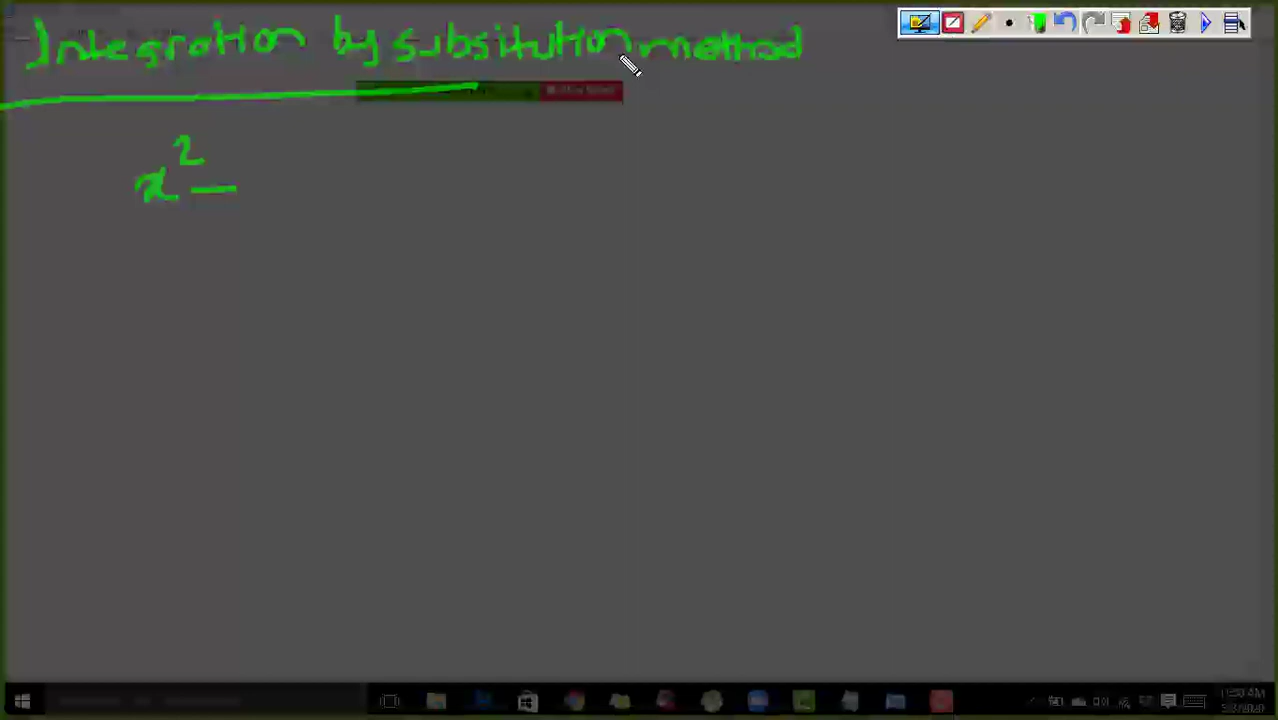 Integration by subsitution method
x² —